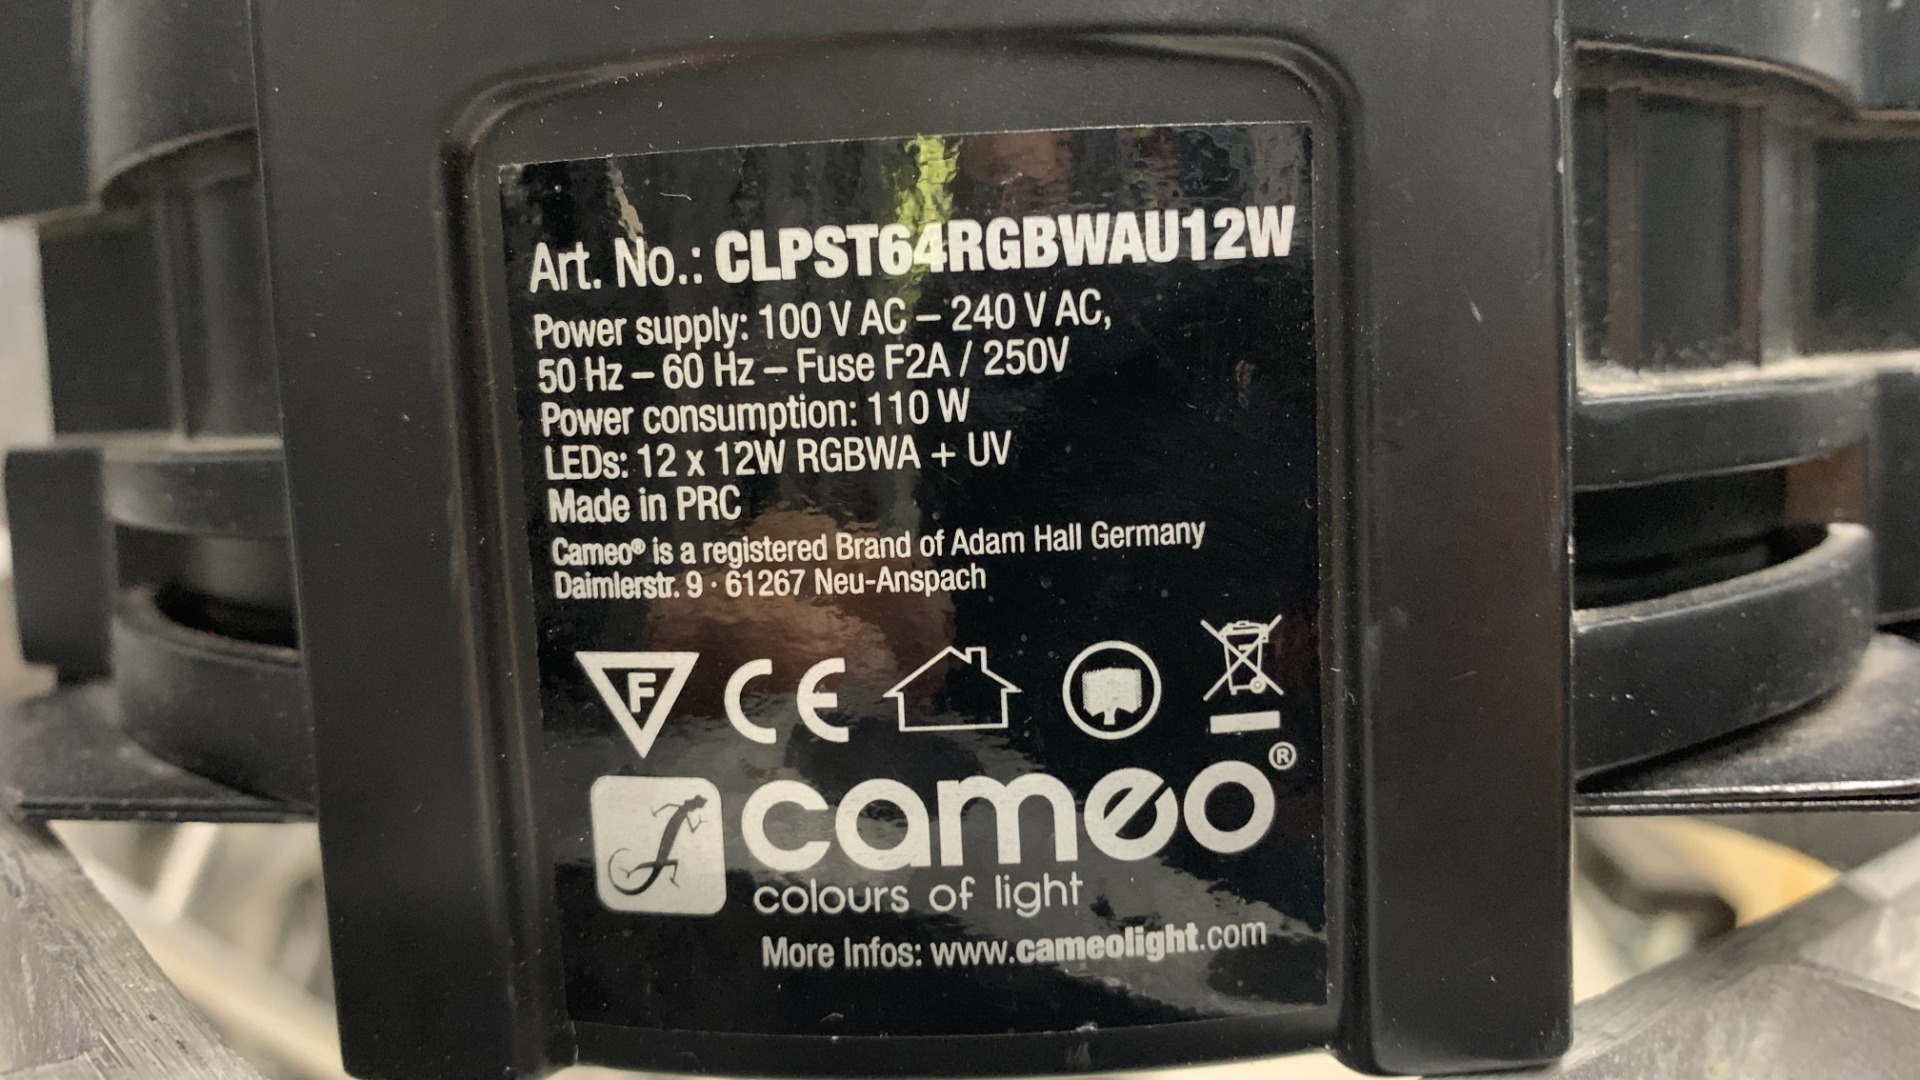 Art. No.: CLPST64RGBWAU12W
Power supply: 100 V AC – 240 V AC,
50 Hz – 60 Hz – Fuse F2A / 250V
Power consumption: 110 W
LEDs: 12 x 12W RGBWA + UV
Made in PRC
Cameo® is a registered Brand of Adam Hall Germany
Daimlerstr. 9 · 61267 Neu-Anspach
F CE
cameo®
colours of light
More Infos: www.cameolight.com